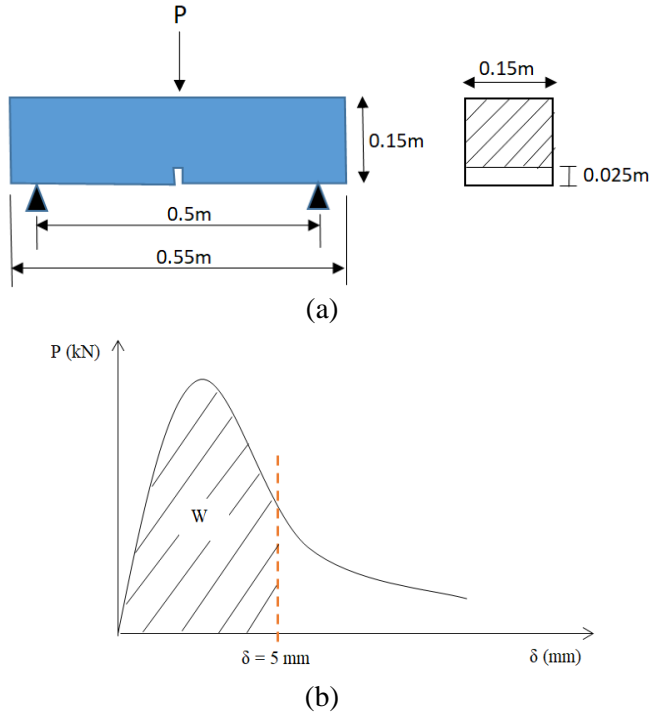 P
0.15m
0.15m
0.025m
0.5m
0.55m
(a)
P (kN)
W
δ = 5 mm
δ (mm)
(b)